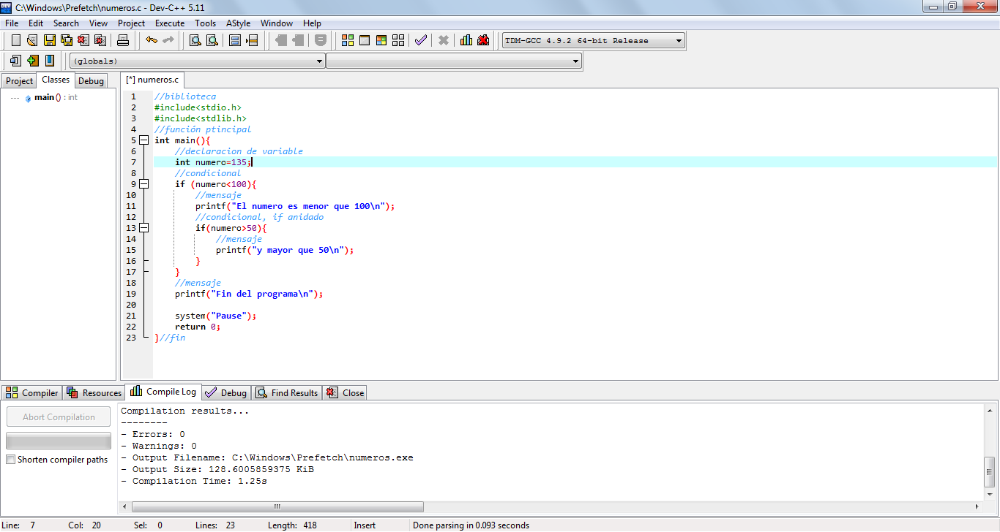 C:\Windows\Prefetch\numeros.c - Dev-C++ 5.11
File Edit Search View Project Execute Tools AStyle Window Help
TDM-GCC 4.9.2 64-bit Release
(globals)
Project Classes Debug
[*] numeros.c
main () : int
1 //biblioteca
2 #include<stdio.h>
3 #include<stdlib.h>
4 //función ptincipal
5 int main(){
6 //declaracion de variable
7 int numero=135;
8 //condicional
9 if (numero<100){
10 //mensaje
11 printf("El numero es menor que 100\n");
12 //condicional, if anidado
13 if(numero>50){
14 //mensaje
15 printf("y mayor que 50\n");
16 }
17 }
18 //mensaje
19 printf("Fin del programa\n");
20
21 system("Pause");
22 return 0;
23 }//fin
Compiler Resources Compile Log Debug Find Results Close
Abort Compilation
Shorten compiler paths
Compilation results...
--------
- Errors: 0
- Warnings: 0
- Output Filename: C:\Windows\Prefetch\numeros.exe
- Output Size: 128.6005859375 KiB
- Compilation Time: 1.25s
Line: 7 Col: 20 Sel: 0 Lines: 23 Length: 418 Insert Done parsing in 0.093 seconds